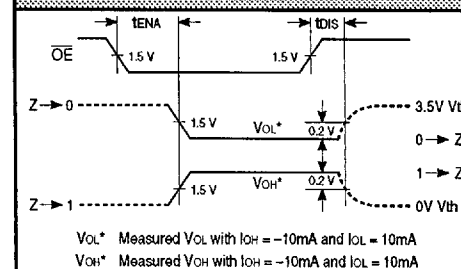 tENA tDIS
OE 1.5 V 1.5 V
Z → 0 3.5V Vth
1.5 V VOL* 0.2 V 0 → Z
1.5 V VOH* 0.2 V 1 → Z
Z → 1 0V Vth
VOL* Measured VOL with IOH = –10mA and IOL = 10mA
VOH* Measured VOH with IOH = –10mA and IOL = 10mA